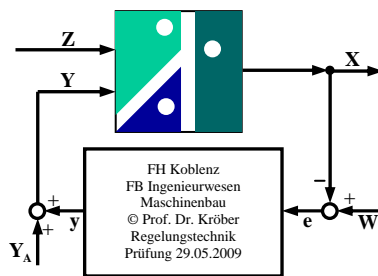 Z
Y
X
FH Koblenz
FB Ingenieurwesen
Maschinenbau
© Prof. Dr. Kröber
Regelungstechnik
Prüfung 29.05.2009
+
+
y
e
−
+
W
Y_A